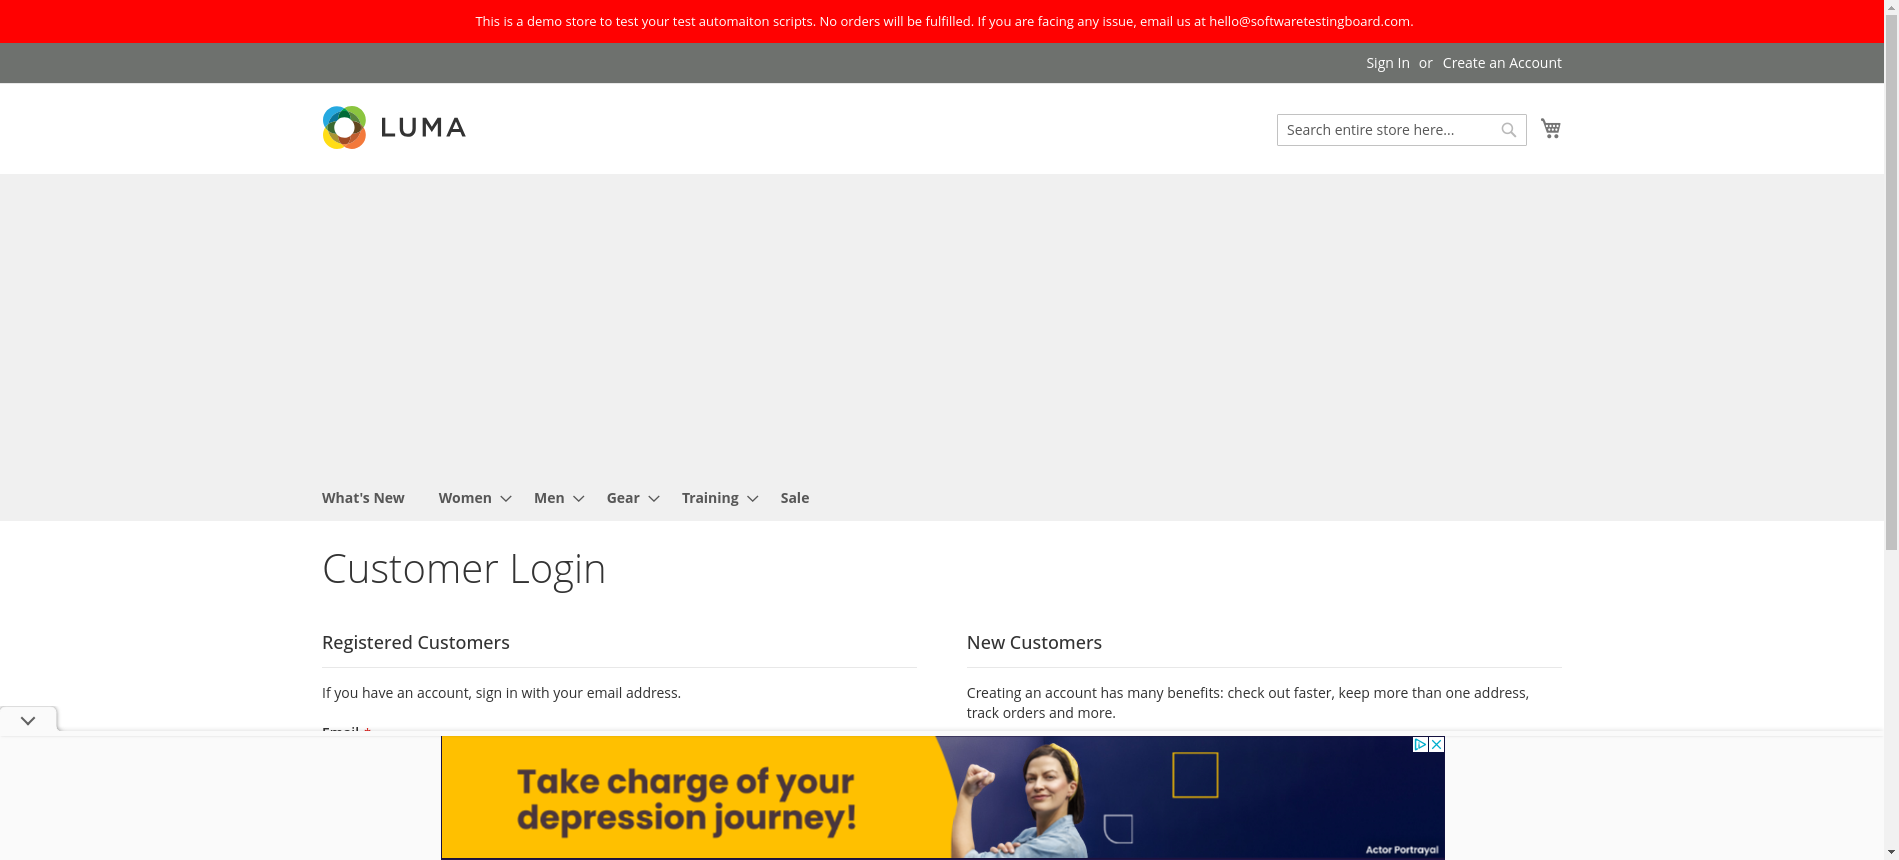 This is a demo store to test your test automaiton scripts. No orders will be fulfilled. If you are facing any issue, email us at hello@softwaretestingboard.com.
Sign In or Create an Account
LUMA
Search entire store here...
What's New Women Men Gear Training Sale
Customer Login
Registered Customers
If you have an account, sign in with your email address.
Email *
New Customers
Creating an account has many benefits: check out faster, keep more than one address,
track orders and more.
Take charge of your
depression journey!
Actor Portrayal